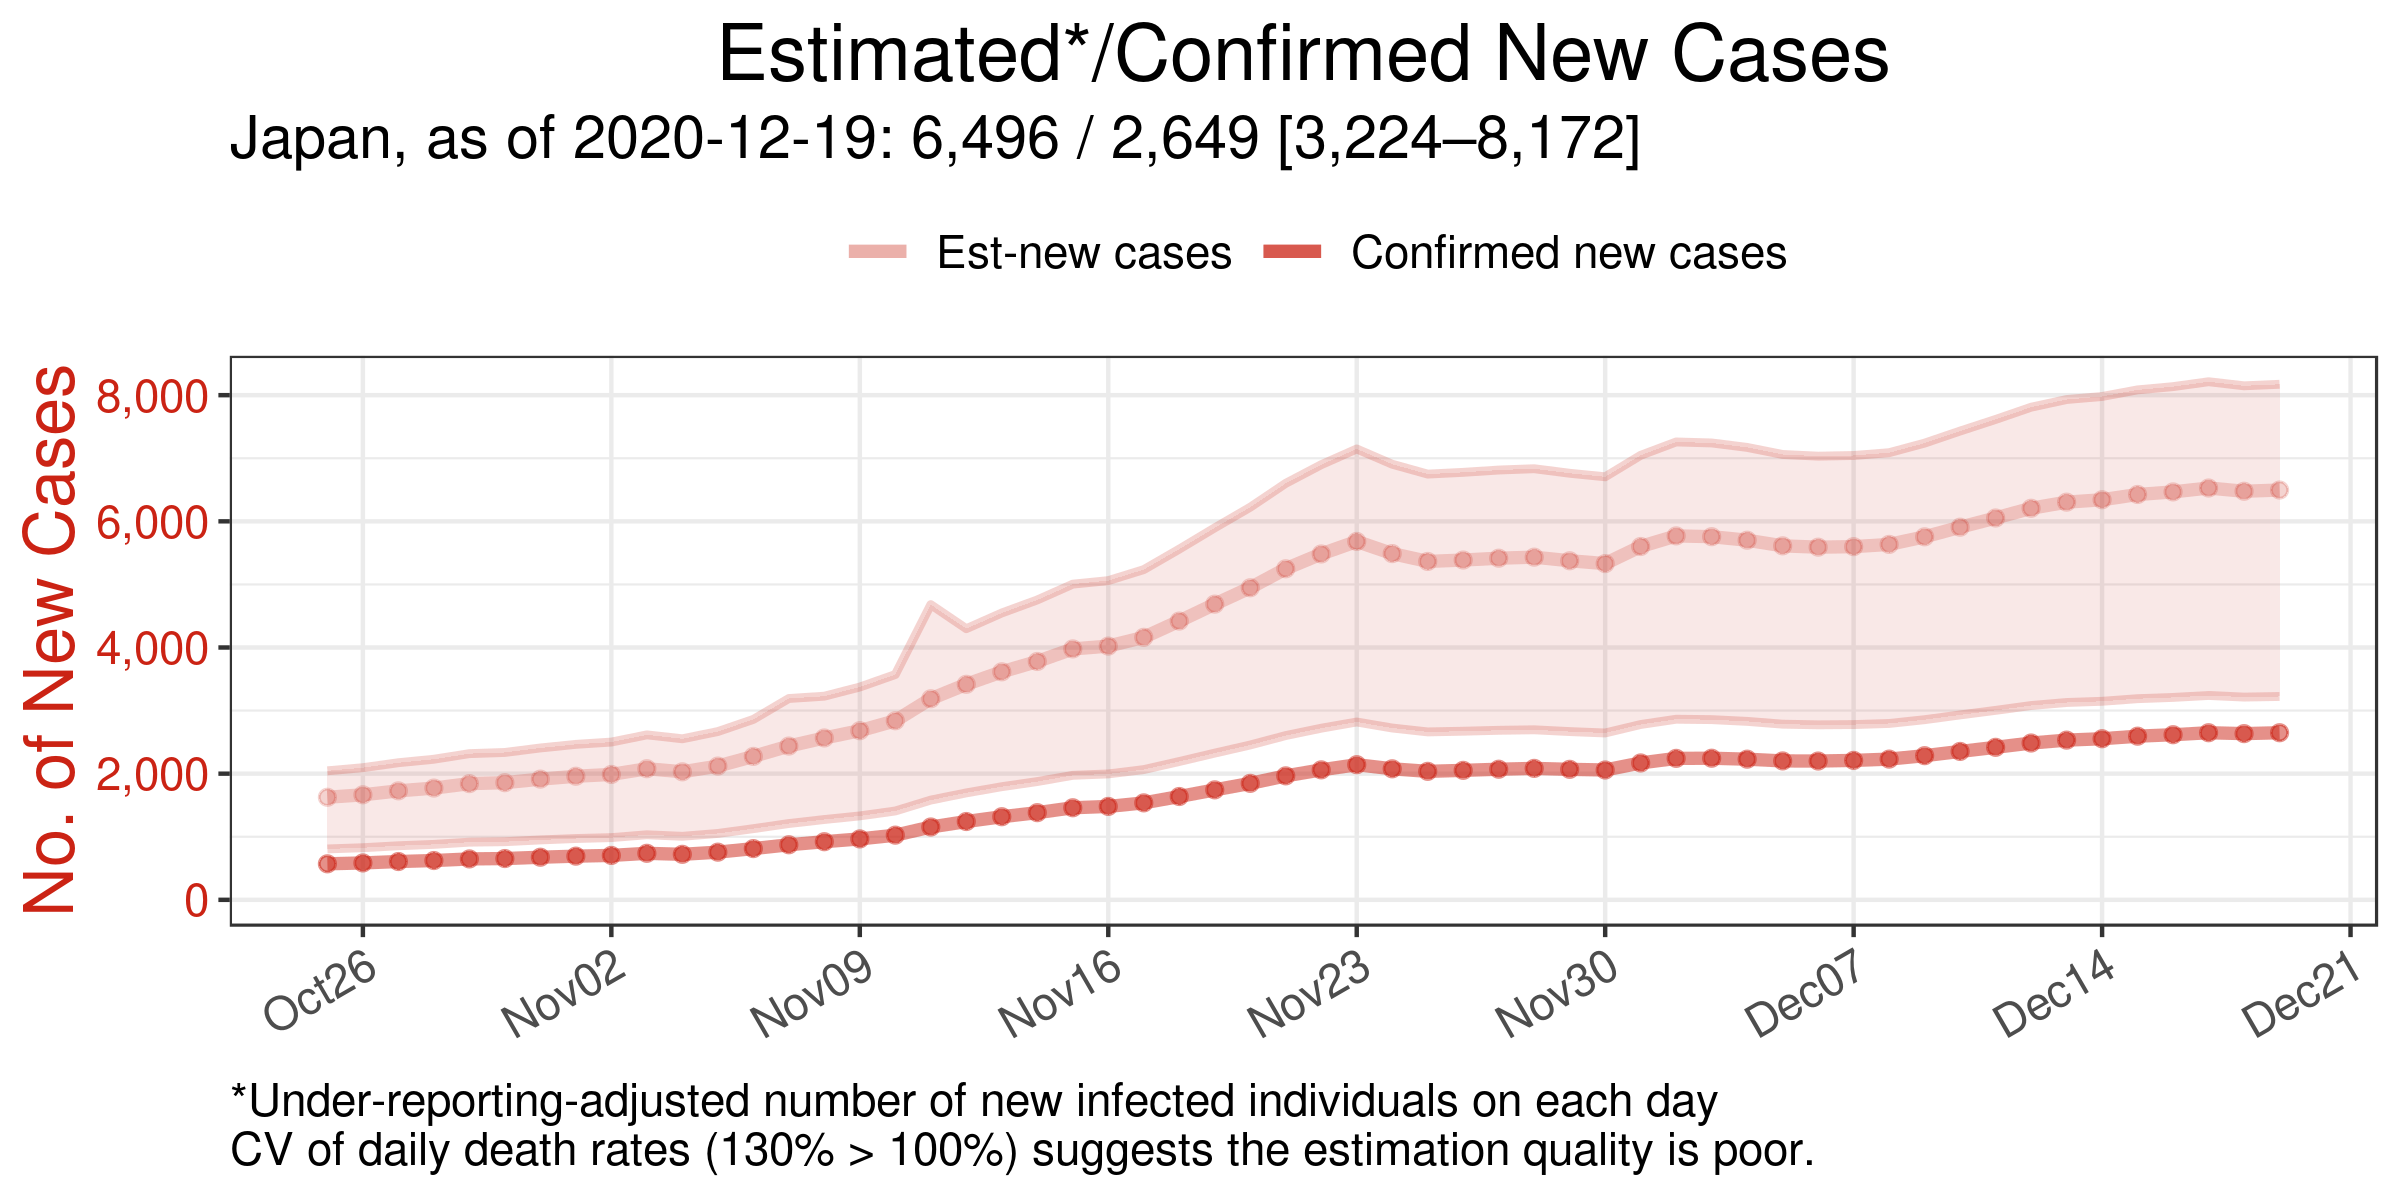 Estimated*/Confirmed New Cases
Japan, as of 2020-12-19: 6,496 / 2,649 [3,224–8,172]
Est-new cases
Confirmed new cases
No. of New Cases
8,000
6,000
4,000
2,000
0
Oct26
Nov02
Nov09
Nov16
Nov23
Nov30
Dec07
Dec14
Dec21
*Under-reporting-adjusted number of new infected individuals on each day
CV of daily death rates (130% > 100%) suggests the estimation quality is poor.